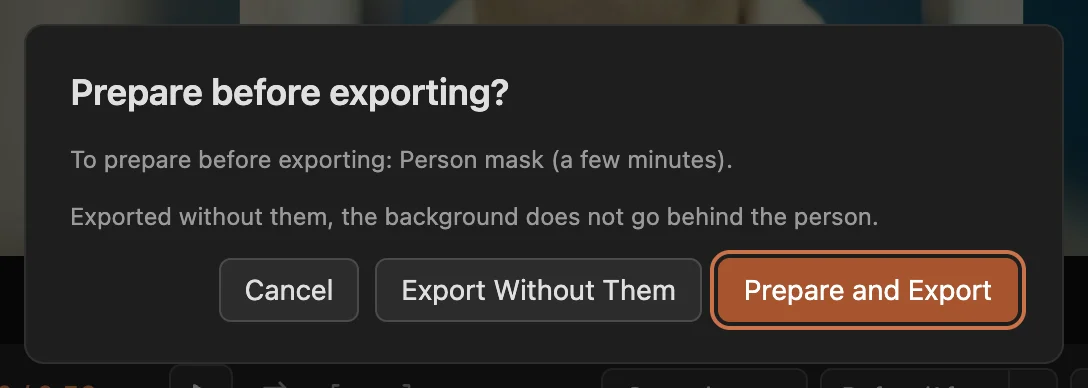 Prepare before exporting?
To prepare before exporting: Person mask (a few minutes).
Exported without them, the background does not go behind the person.
Cancel
Export Without Them
Prepare and Export